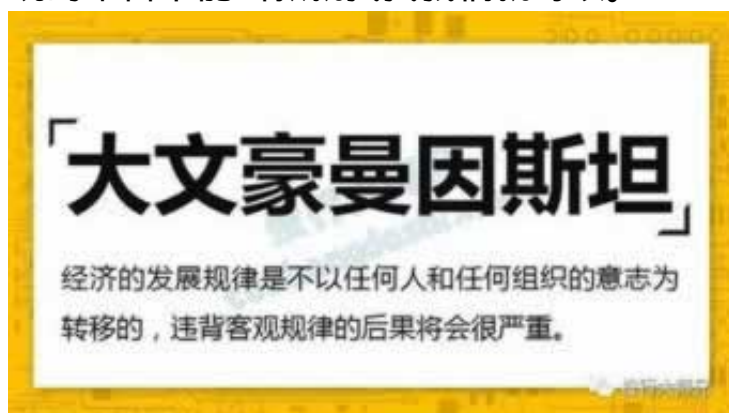 「大文豪曼因斯坦」
经济的发展规律是不以任何人和任何组织的意志为
转移的，违背客观规律的后果将会很严重。